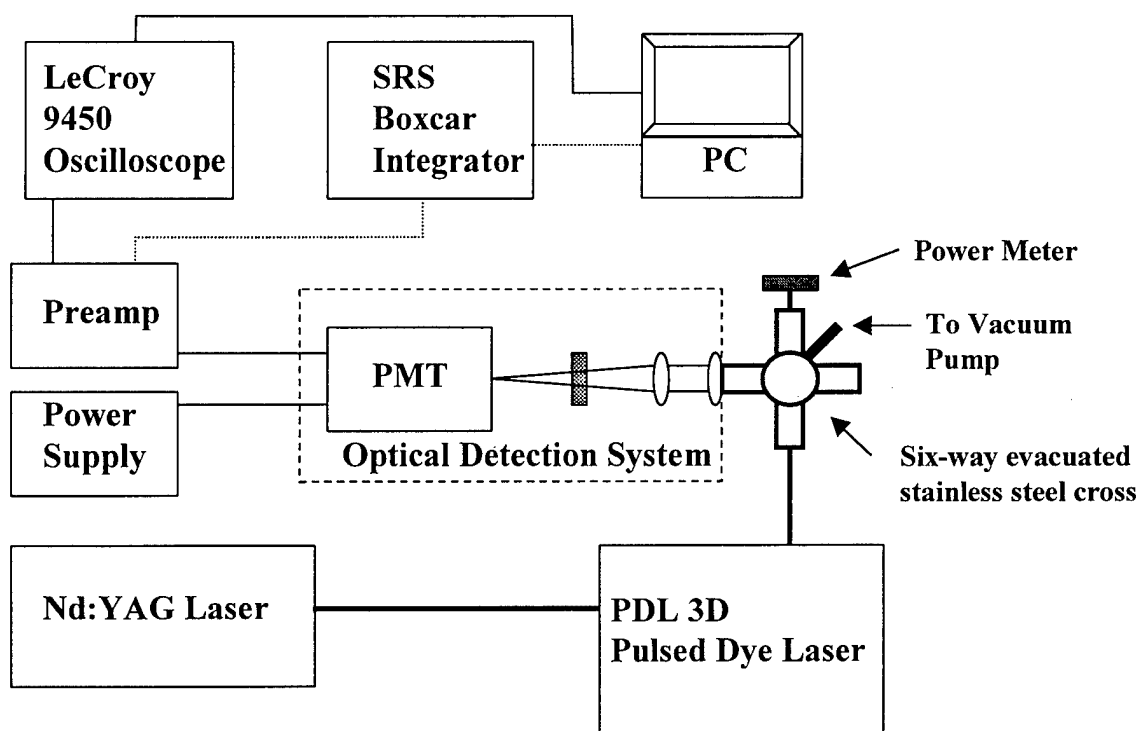 LeCroy
9450
Oscilloscope
SRS
Boxcar
Integrator
PC
Power Meter
To Vacuum
Pump
Preamp
PMT
Power
Supply
Optical Detection System
Six-way evacuated
stainless steel cross
Nd:YAG Laser
PDL 3D
Pulsed Dye Laser